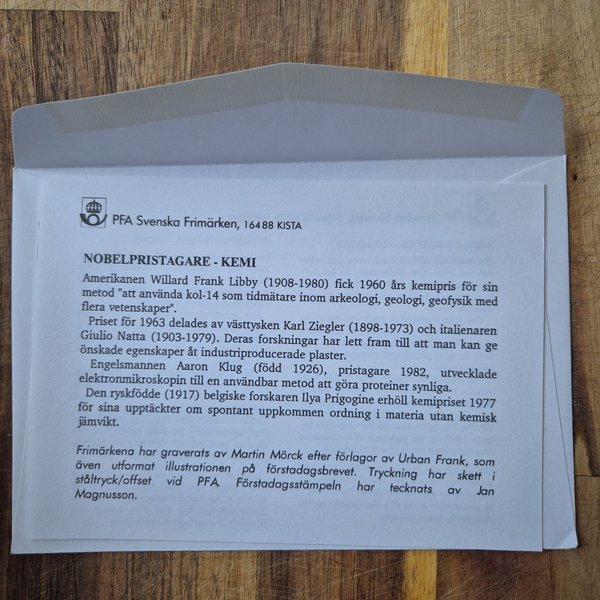 PFA Svenska Frimärken, 164 88 KISTA
NOBELPRISTAGARE - KEMI
Amerikanen Willard Frank Libby (1908-1980) fick 1960 års kemipris för sin
metod "att använda kol-14 som tidmätare inom arkeologi, geologi, geofysik med
flera vetenskaper".
Priset för 1963 delades av västtysken Karl Ziegler (1898-1973) och italienaren
Giulio Natta (1903-1979). Deras forskningar har lett fram till att man kan ge
önskade egenskaper åt industriproducerade plaster.
Engelsmannen Aaron Klug (född 1926), pristagare 1982, utvecklade
elektronmikroskopin till en användbar metod att göra proteiner synliga.
Den ryskfödde (1917) belgiske forskaren Ilya Prigogine erhöll kemipriset 1977
för sina upptäckter om spontant uppkommen ordning i materia utan kemisk
jämvikt.
Frimärkena har graverats av Martin Mörck efter förlagor av Urban Frank, som
även utformat illustrationen på förstadagsbrevet. Tryckning har skett i
ståltryck/offset vid PFA. Förstadagsstämpeln har tecknats av Jan
Magnusson.